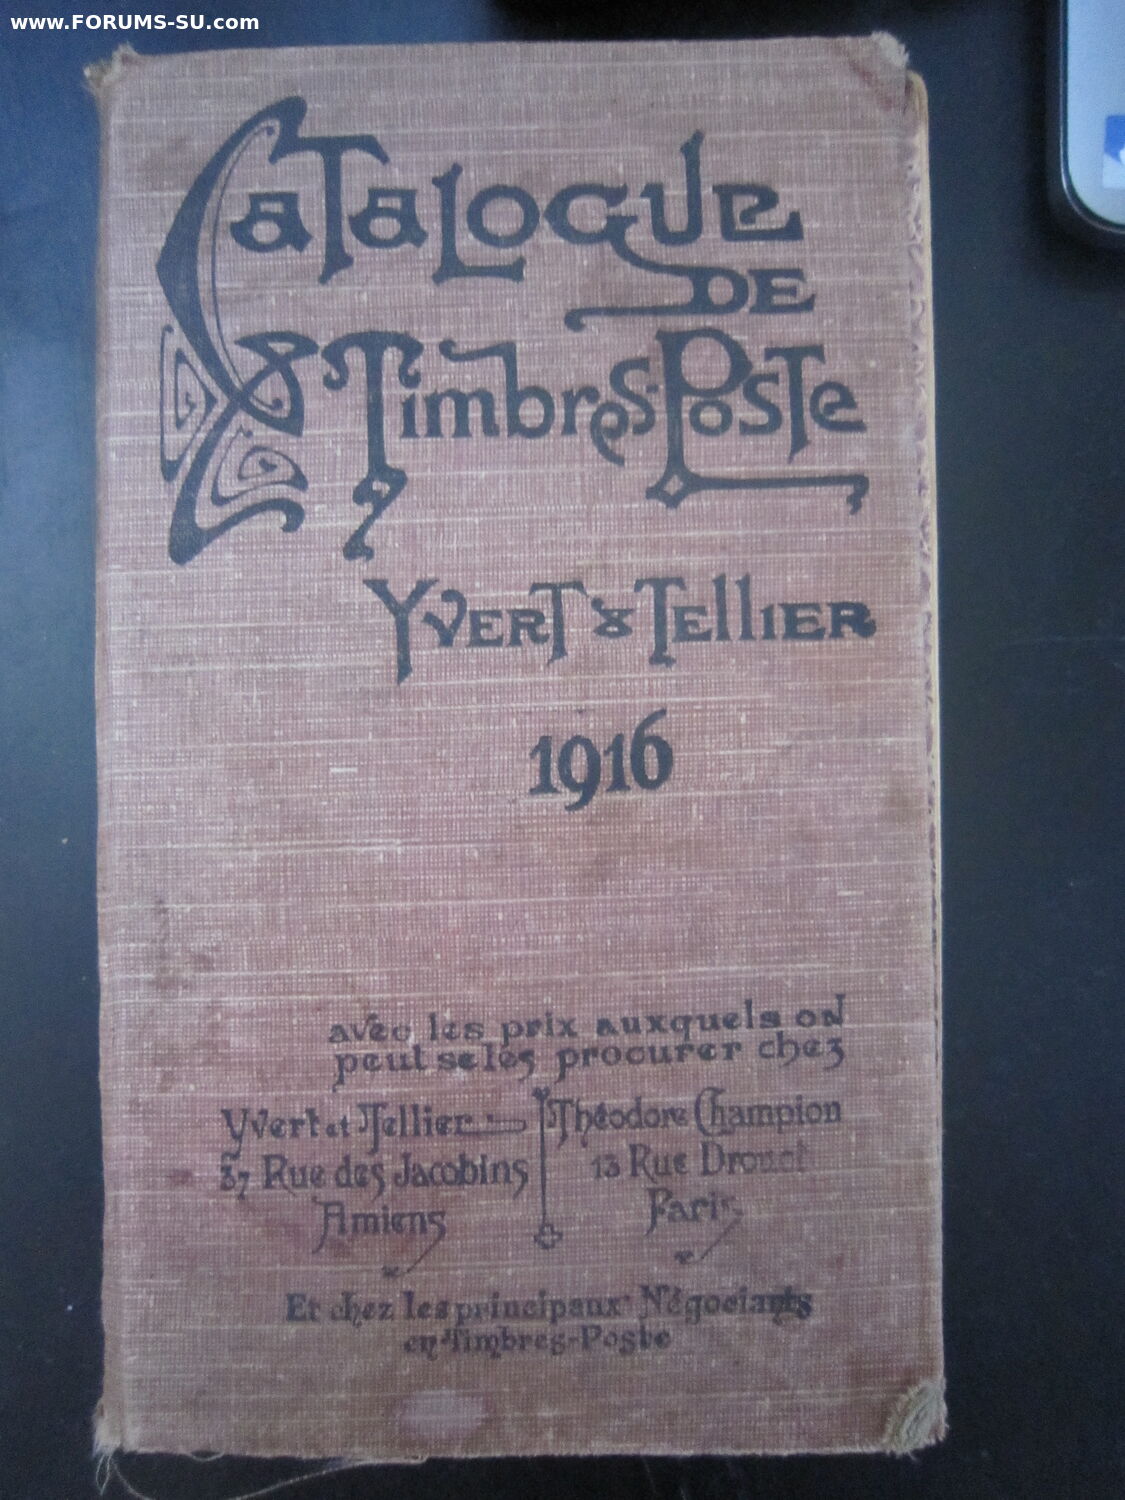 www.FORUMS-SU.com
Catalogue
DE
Timbres-Poste
Yvert & Tellier
1916
avec les prix auxquels on
peut se les procurer chez
Yvert et Tellier
37 Rue des Jacobins
Amiens
Théodore Champion
13 Rue Drouot
Paris
Et chez les principaux Négociants
en Timbres-Poste